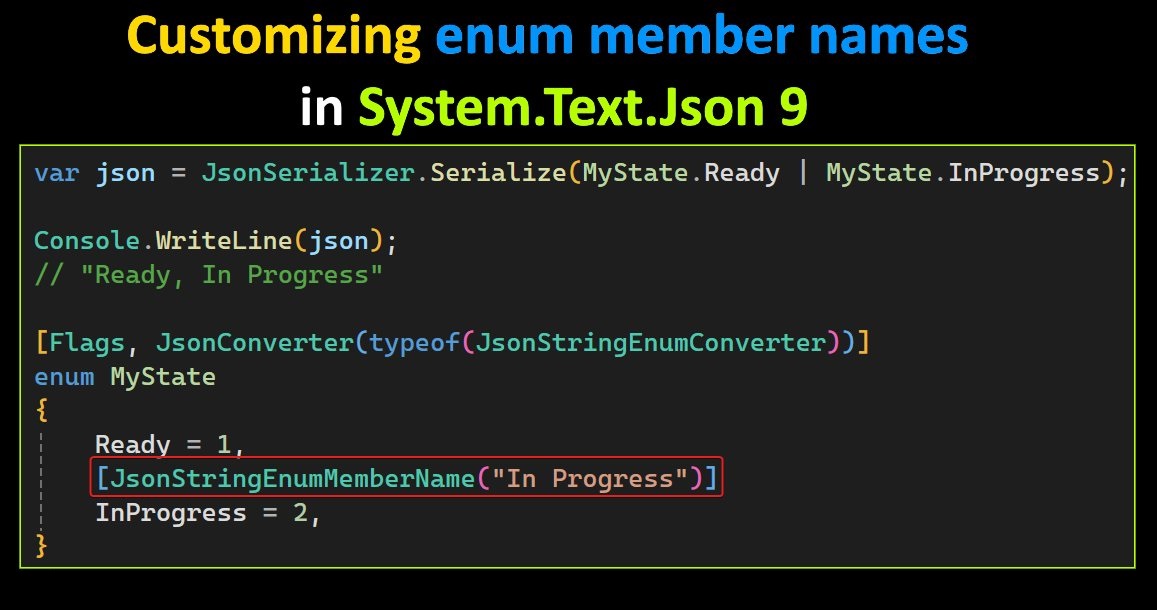 Customizing enum member names
in System.Text.Json 9
var json = JsonSerializer.Serialize(MyState.Ready | MyState.InProgress);
Console.WriteLine(json);
// "Ready, In Progress"
[Flags, JsonConverter(typeof(JsonStringEnumConverter))]
enum MyState
{
Ready = 1,
[JsonStringEnumMemberName("In Progress")]
InProgress = 2,
}